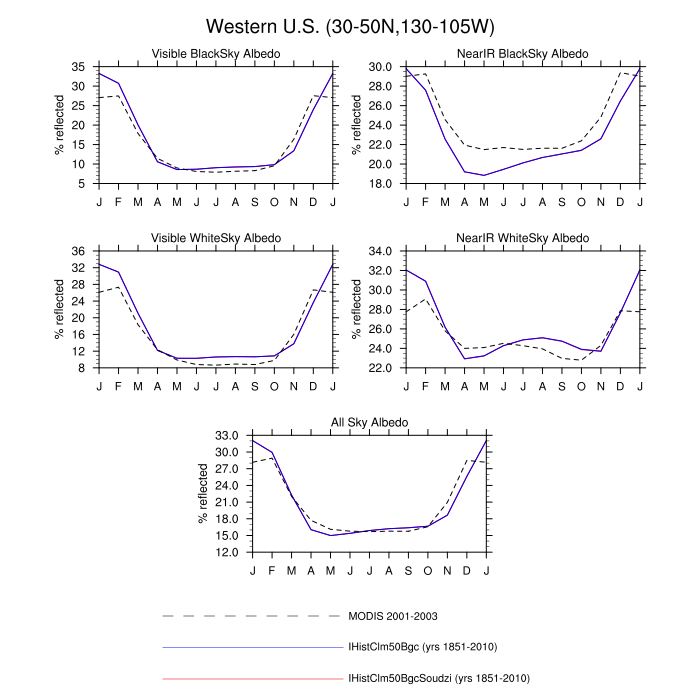 Western U.S. (30-50N,130-105W)
Visible BlackSky Albedo
% reflected
35
30
25
20
15
10
5
J F M A M J J A S O N D J
NearIR BlackSky Albedo
% reflected
30.0
28.0
26.0
24.0
22.0
20.0
18.0
J F M A M J J A S O N D J
Visible WhiteSky Albedo
% reflected
36
32
28
24
20
16
12
8
J F M A M J J A S O N D J
NearIR WhiteSky Albedo
% reflected
34.0
32.0
30.0
28.0
26.0
24.0
22.0
J F M A M J J A S O N D J
All Sky Albedo
% reflected
33.0
30.0
27.0
24.0
21.0
18.0
15.0
12.0
J F M A M J J A S O N D J
MODIS 2001-2003
IHistClm50Bgc (yrs 1851-2010)
IHistClm50BgcSoudzi (yrs 1851-2010)